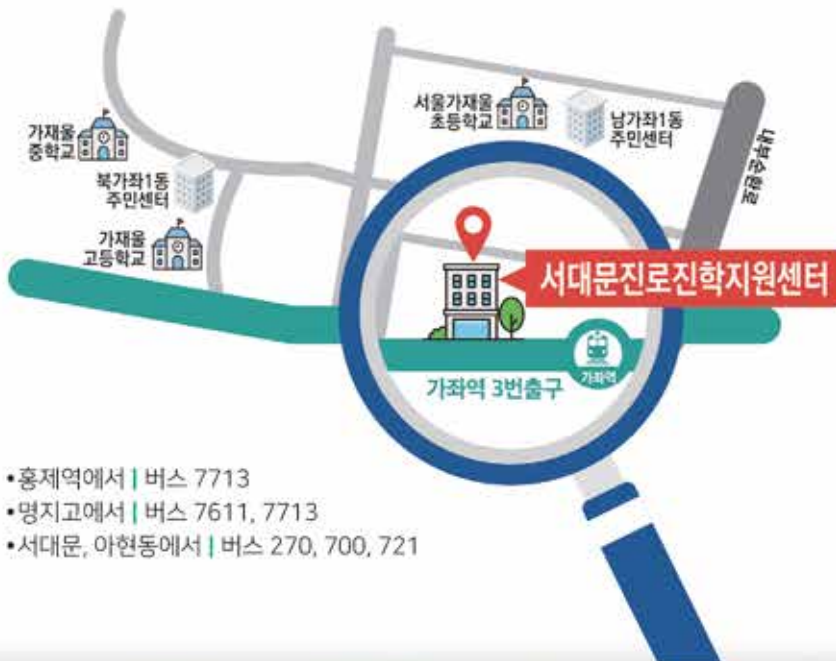 가재울
중학교
북가좌1동
주민센터
가재울
고등학교
서울가재울
초등학교
남가좌1동
주민센터
내부순환로
서대문진로진학지원센터
가좌역
가좌역 3번출구
•홍제역에서 | 버스 7713
•명지고에서 | 버스 7611, 7713
•서대문, 아현동에서 | 버스 270, 700, 721